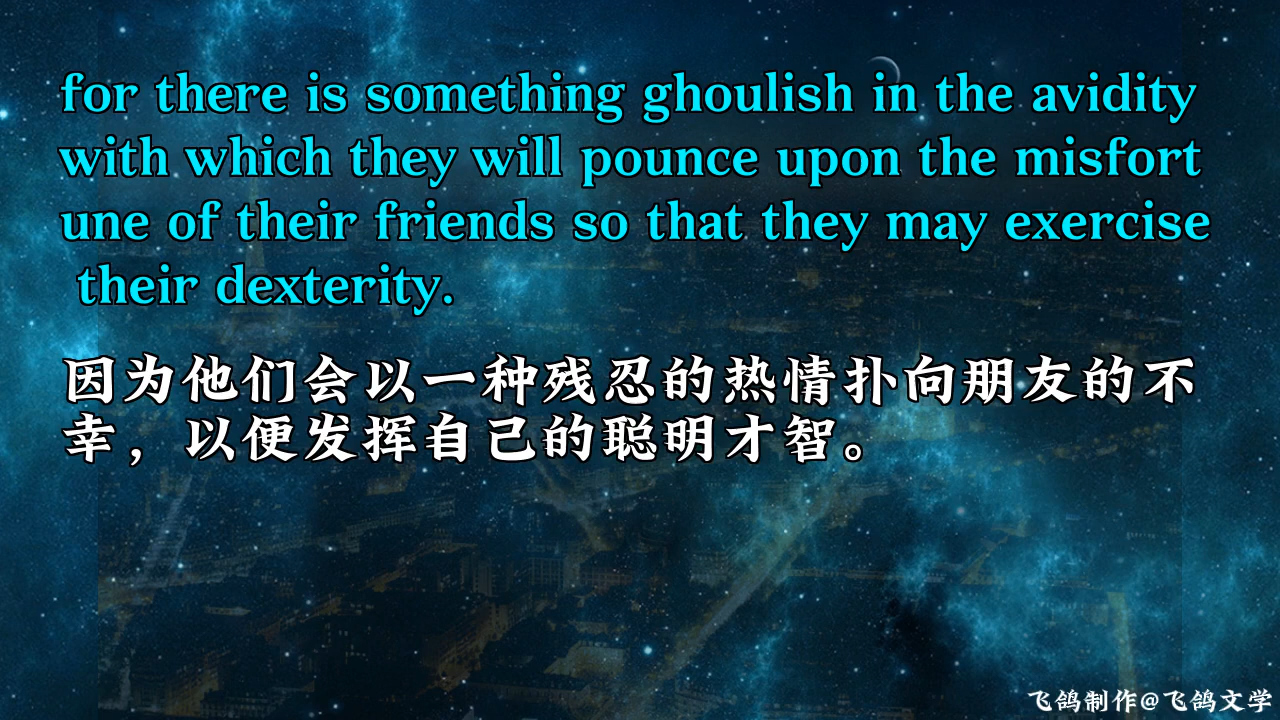 for there is something ghoulish in the avidity
with which they will pounce upon the misfort
une of their friends so that they may exercise
their dexterity.
因为他们会以一种残忍的热情扑向朋友的不
幸，以便发挥自己的聪明才智。
飞鸽制作@飞鸽文学